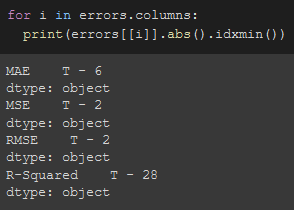 for i in errors.columns:
  print(errors[[i]].abs().idxmin())
MAE    T - 6
dtype: object
MSE    T - 2
dtype: object
RMSE    T - 2
dtype: object
R-Squared    T - 28
dtype: object